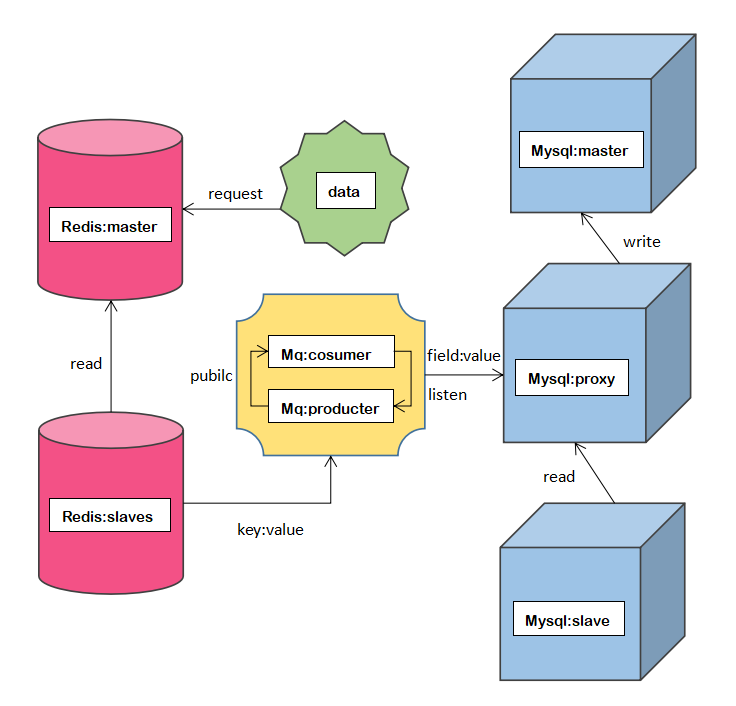 Mysql:master
data
request
Redis:master
write
Mq:cosumer
field:value
read
pubilc
Mysql:proxy
listen
Mq:producter
read
Redis:slaves
key:value
Mysql:slave